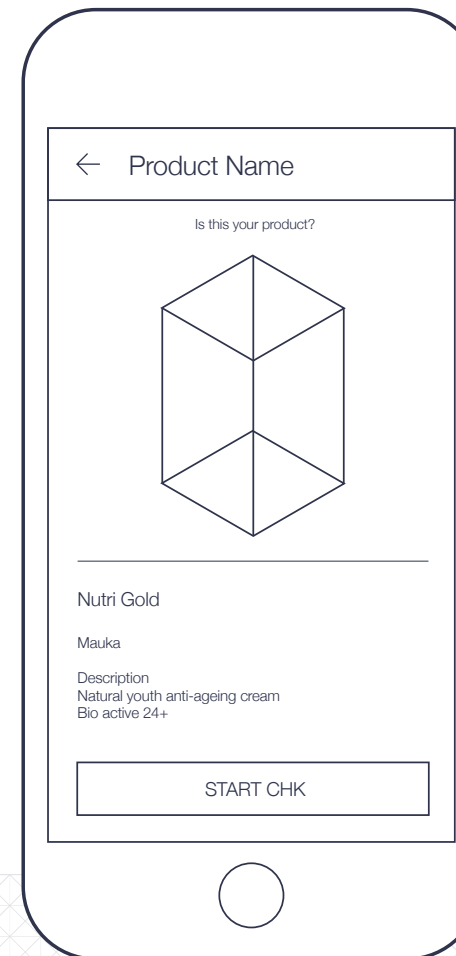 Product Name
Is this your product?
Nutri Gold
Mauka
Description
Natural youth anti-ageing cream
Bio active 24+
START CHK